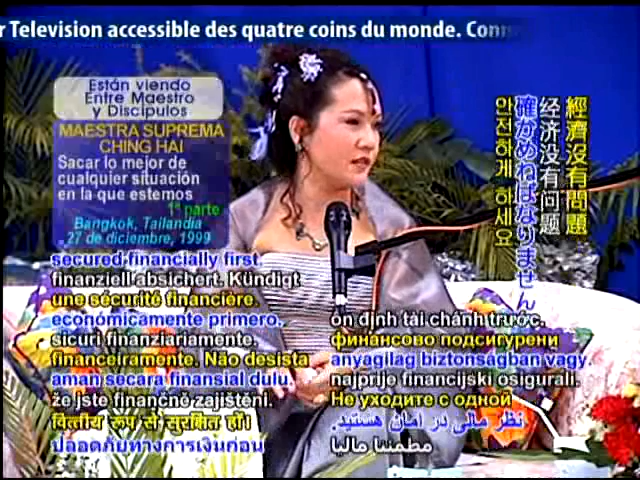 r Television accessible des quatre coins du monde.
Están viendo
Entre Maestro
y Discípulos
MAESTRA SUPREMA
CHING HAI
Sacar lo mejor de
cualquier situación
en la que estemos
1ª parte
Bangkok, Tailandia
27 de diciembre, 1999
經濟沒有問題
经济没有问题
確かめねばなりません
안전하게 하세요
secured financially first.
finanziell absichert. Kündigt
une sécurité financière.
económicamente primero.
sicuri finanziariamente.
financeiramente. Não desista
aman secara finansial dulu.
že jste finančně zajištěni.
वित्तीय रूप से सुरक्षित हों।
ปลอดภัยทางการเงินก่อน
ổn định tài chánh trước.
финансово подсигурени
anyagilag biztonságban vagy.
najprije financijski osigurali.
Не уходите с одной
نظر مالی در امان هستید.
مطمئنا ماليا